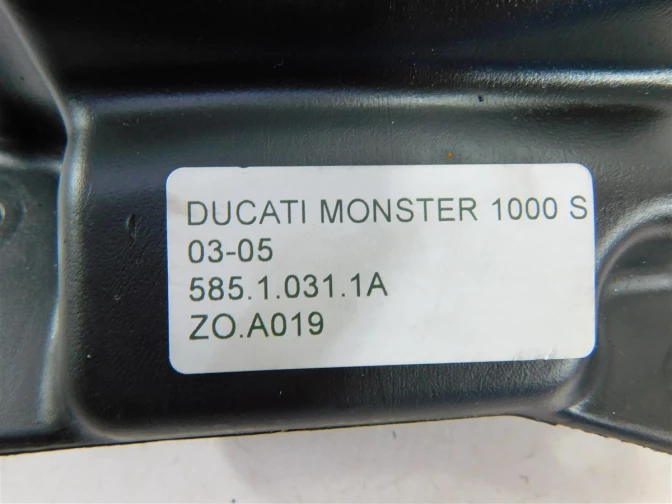 DUCATI MONSTER 1000 S
03-05
585.1.031.1A
ZO.A019